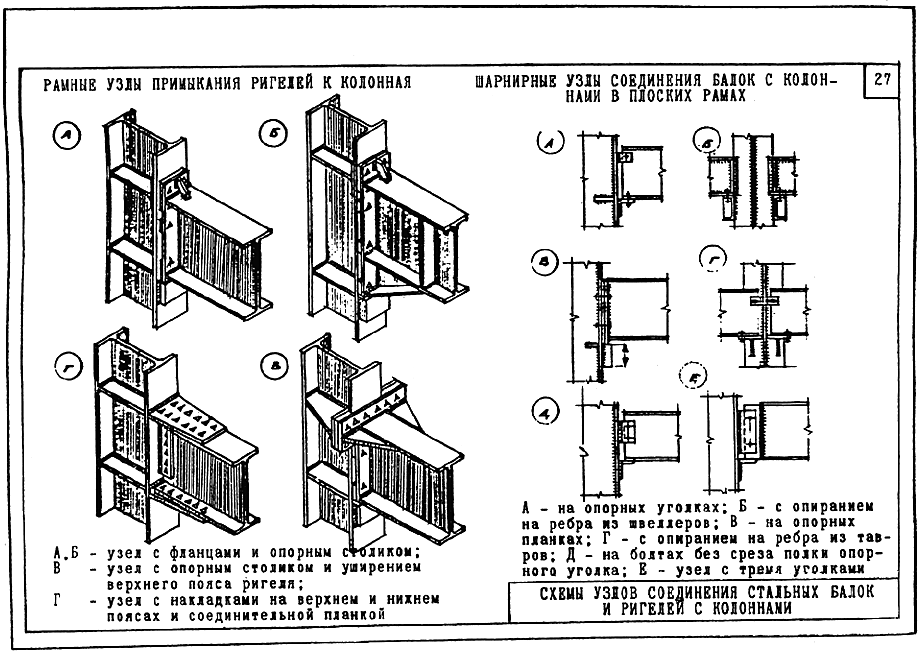 РАМНЫЕ УЗЛЫ ПРИМЫКАНИЯ РИГЕЛЕЙ К КОЛОННАЯ
А
Б
Г
В
А,Б - узел с фланцами и опорным столиком;
В - узел с опорным столиком и уширением
верхнего пояса ригеля;
Г - узел с накладками на верхнем и нижнем
поясах и соединительной планкой
ШАРНИРНЫЕ УЗЛЫ СОЕДИНЕНИЯ БАЛОК С КОЛОН-
НАМИ В ПЛОСКИХ РАМАХ
27
А
Б
В
Г
Д
Е
А - на опорных уголках; Б - с опиранием
на ребра из швеллеров; В - на опорных
планках; Г - с опиранием на ребра из тав-
ров; Д - на болтах без среза полки опор-
ного уголка; Е - узел с тремя уголками
СХЕМЫ УЗЛОВ СОЕДИНЕНИЯ СТАЛЬНЫХ БАЛОК
И РИГЕЛЕЙ С КОЛОННАМИ